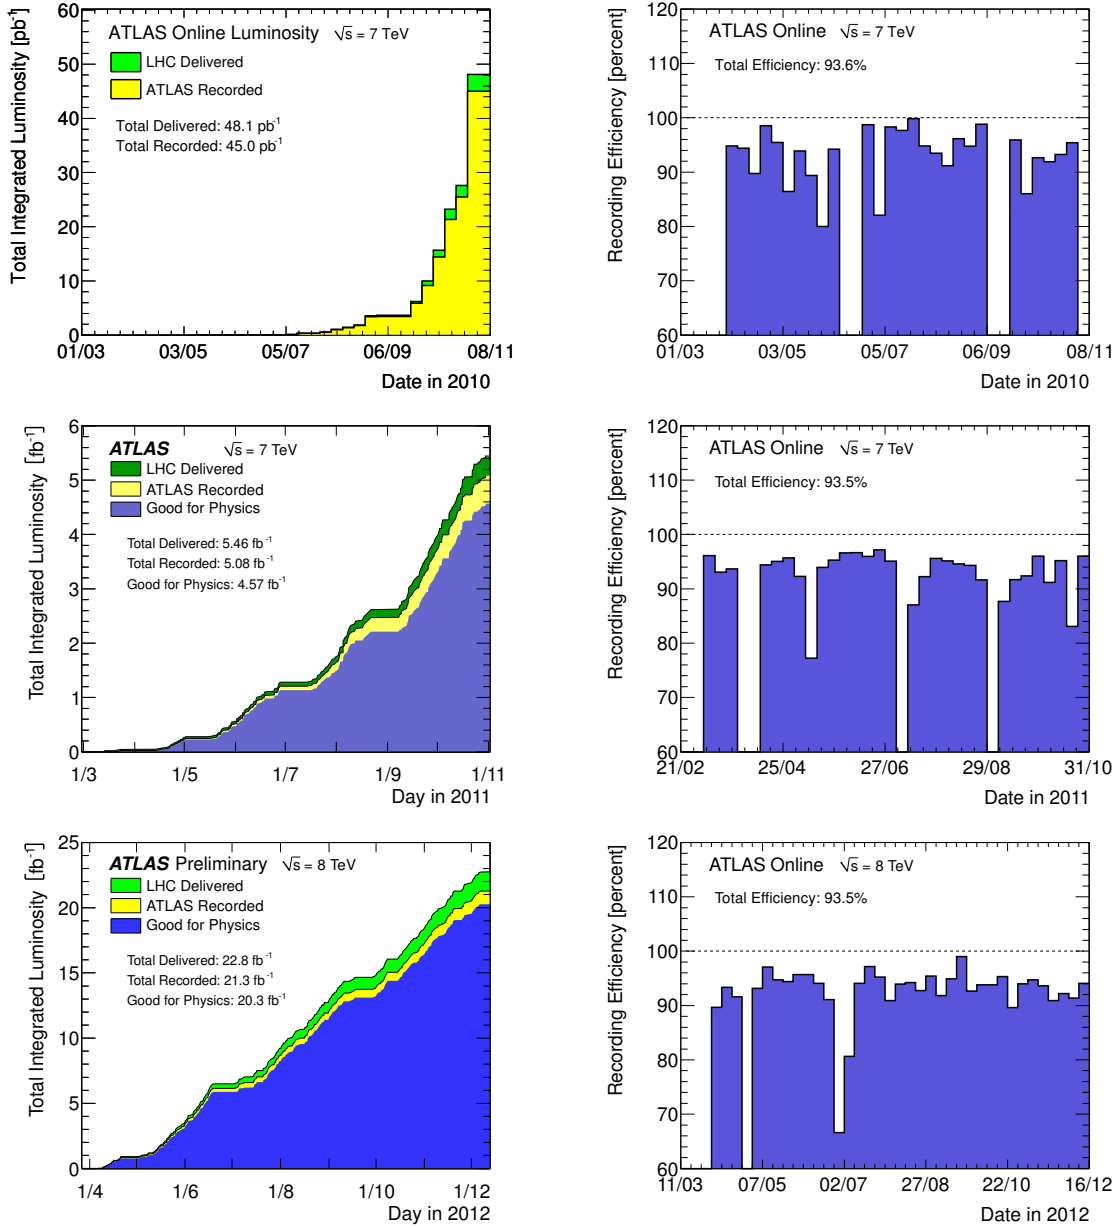 ATLAS Online Luminosity √s = 7 TeV
LHC Delivered
ATLAS Recorded
Total Delivered: 48.1 pb⁻¹
Total Recorded: 45.0 pb⁻¹
Total Integrated Luminosity [pb⁻¹]
60
50
40
30
20
10
0
01/03 03/05 05/07 06/09 08/11
Date in 2010
ATLAS Online √s = 7 TeV
Total Efficiency: 93.6%
Recording Efficiency [percent]
120
110
100
90
80
70
60
01/03 03/05 05/07 06/09 08/11
Date in 2010
ATLAS √s = 7 TeV
LHC Delivered
ATLAS Recorded
Good for Physics
Total Delivered: 5.46 fb⁻¹
Total Recorded: 5.08 fb⁻¹
Good for Physics: 4.57 fb⁻¹
Total Integrated Luminosity [fb⁻¹]
6
5
4
3
2
1
0
1/3 1/5 1/7 1/9 1/11
Day in 2011
ATLAS Online √s = 7 TeV
Total Efficiency: 93.5%
Recording Efficiency [percent]
120
110
100
90
80
70
60
21/02 25/04 27/06 29/08 31/10
Date in 2011
ATLAS Preliminary √s = 8 TeV
LHC Delivered
ATLAS Recorded
Good for Physics
Total Delivered: 22.8 fb⁻¹
Total Recorded: 21.3 fb⁻¹
Good for Physics: 20.3 fb⁻¹
Total Integrated Luminosity [fb⁻¹]
25
20
15
10
5
0
1/4 1/6 1/8 1/10 1/12
Day in 2012
ATLAS Online √s = 8 TeV
Total Efficiency: 93.5%
Recording Efficiency [percent]
120
110
100
90
80
70
60
11/03 07/05 02/07 27/08 22/10 16/12
Date in 2012